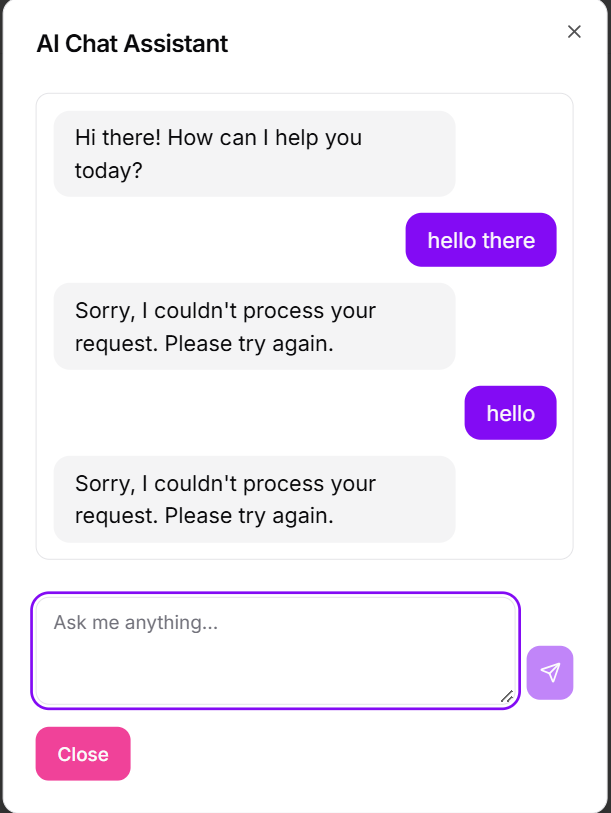 AI Chat Assistant
Hi there! How can I help you
today?
hello there
Sorry, I couldn't process your
request. Please try again.
hello
Sorry, I couldn't process your
request. Please try again.
Ask me anything...
Close